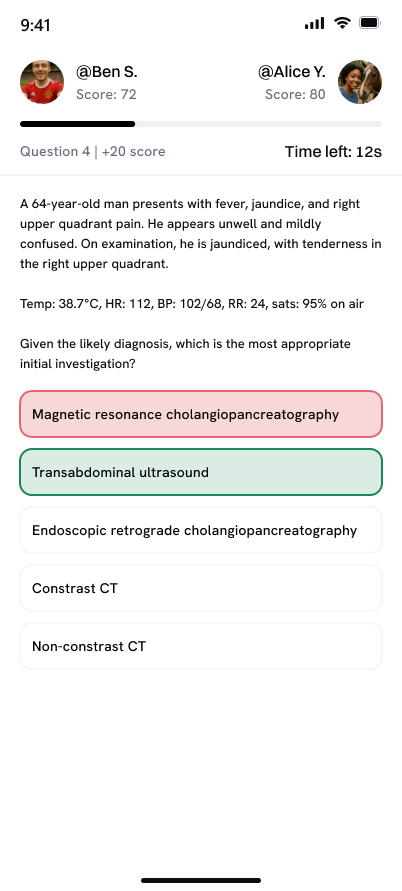 9:41
@Ben S.
Score: 72
@Alice Y.
Score: 80
Question 4 | +20 score
Time left: 12s
A 64-year-old man presents with fever, jaundice, and right
upper quadrant pain. He appears unwell and mildly
confused. On examination, he is jaundiced, with tenderness in
the right upper quadrant.
Temp: 38.7°C, HR: 112, BP: 102/68, RR: 24, sats: 95% on air
Given the likely diagnosis, which is the most appropriate
initial investigation?
Magnetic resonance cholangiopancreatography
Transabdominal ultrasound
Endoscopic retrograde cholangiopancreatography
Constrast CT
Non-constrast CT